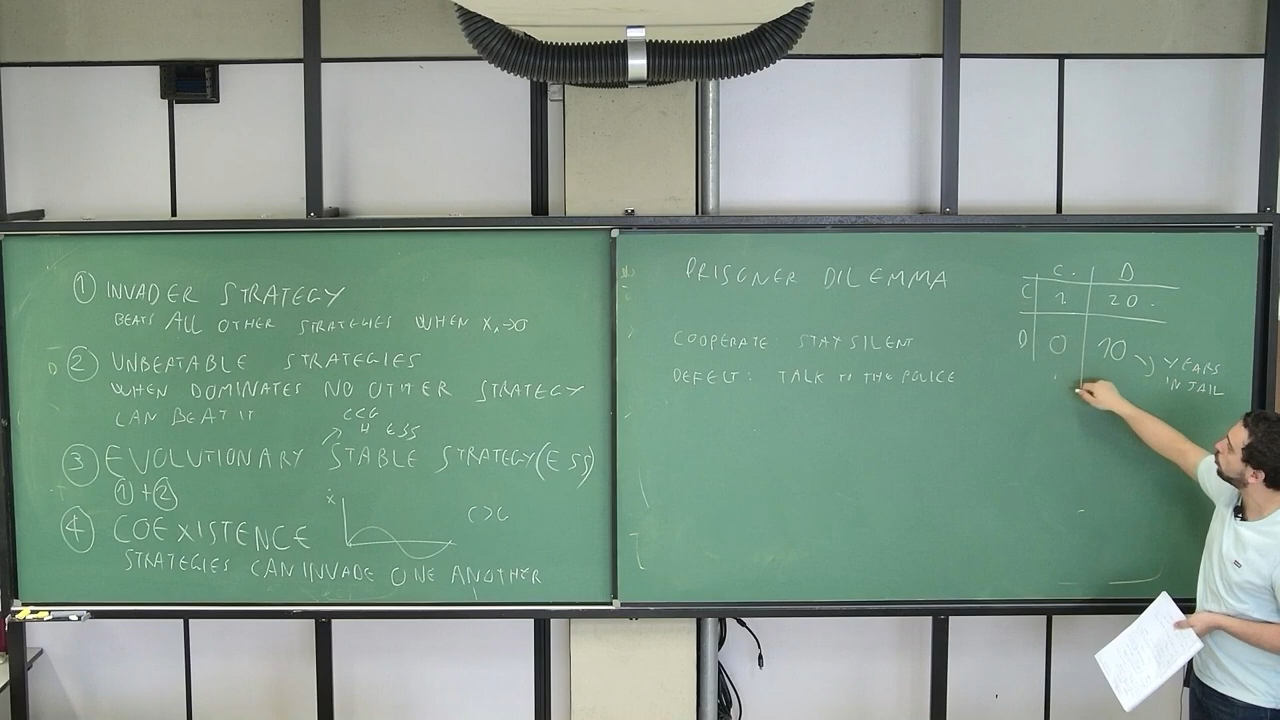 ① INVADER STRATEGY
BEATS ALL OTHER STRATEGIES WHEN X₁→0
② UNBEATABLE STRATEGIES
WHEN DOMINATES NO OTHER STRATEGY
CAN BEAT IT
ESS
③ EVOLUTIONARY STABLE STRATEGY (ESS)
① + ②
④ COEXISTENCE
ẋ
STRATEGIES CAN INVADE ONE ANOTHER
PRISONER DILEMMA
COOPERATE: STAY SILENT
DEFECT: TALK TO THE POLICE
C. D
C 1 20.
D 0 10
YEARS
IN JAIL